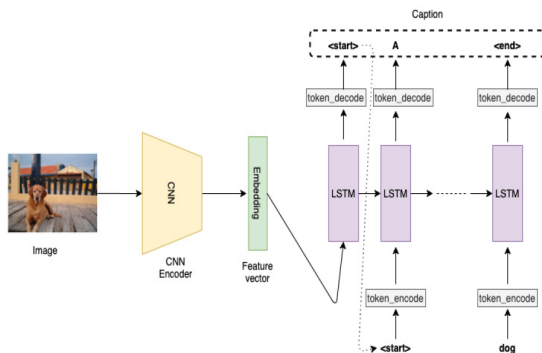 Caption
<start> A <end>
token_decode token_decode token_decode
CNN
Embedding
LSTM LSTM LSTM
Image
CNN
Encoder
Feature
vector
token_encode token_encode
<start> dog